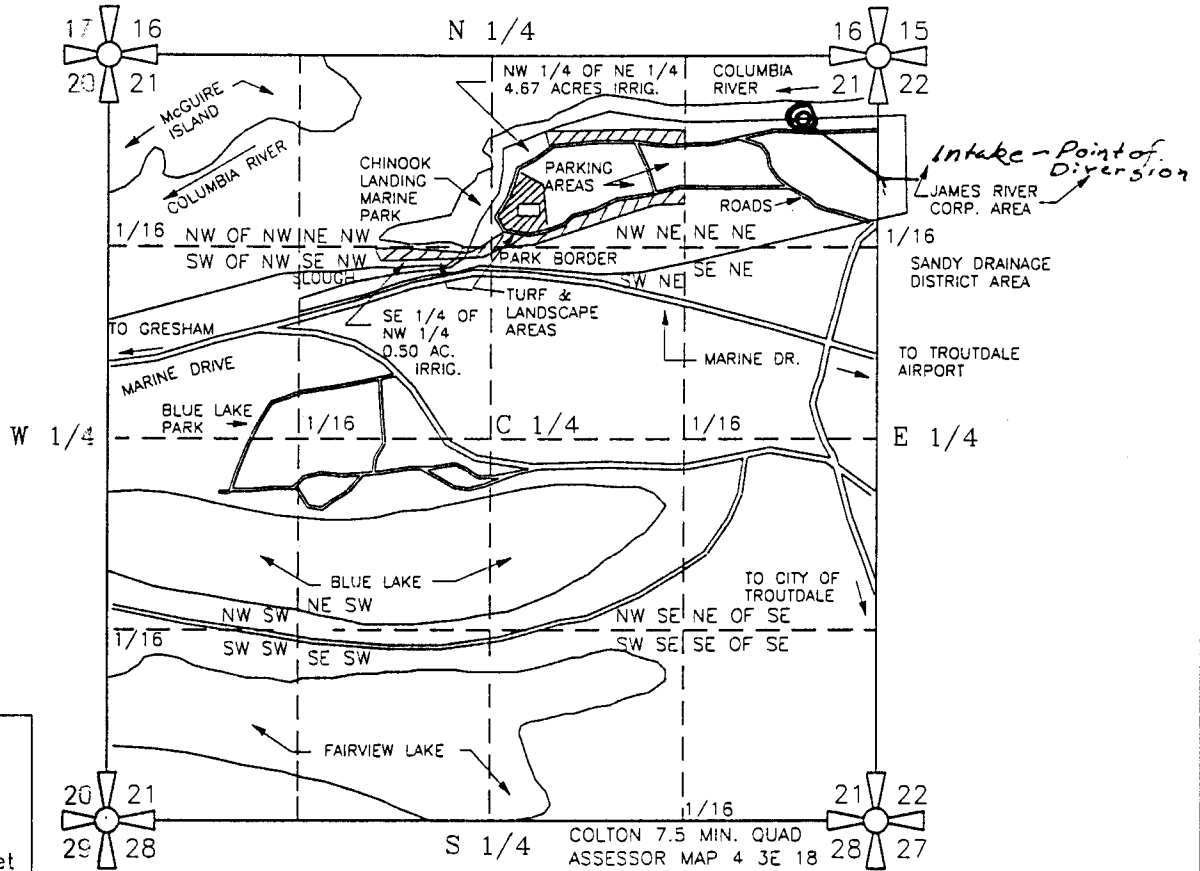 17 16
20 21
N 1/4
16 15
21 22
NW 1/4 OF NE 1/4
4.67 ACRES IRRIG.
COLUMBIA
RIVER
McGUIRE
ISLAND
COLUMBIA RIVER
CHINOOK
LANDING
MARINE
PARK
PARKING
AREAS
Intake - Point of
Diversion
JAMES RIVER
CORP. AREA
ROADS
1/16 NW OF NW NE NW
NW NE NE NE
1/16
SW OF NW SE NW
SLOUGH
PARK BORDER
SW NE SE NE
SANDY DRAINAGE
DISTRICT AREA
TURF &
LANDSCAPE
AREAS
TO GRESHAM
SE 1/4 OF
NW 1/4
0.50 AC.
IRRIG.
MARINE DRIVE
MARINE DR.
TO TROUTDALE
AIRPORT
BLUE LAKE
PARK
W 1/4
1/16
C 1/4
1/16
E 1/4
BLUE LAKE
TO CITY OF
TROUTDALE
NW SW NE SW
NW SE NE OF SE
1/16
SW SW SE SW
SW SE SE OF SE
FAIRVIEW LAKE
20 21
29 28
1/16
21 22
28 27
S 1/4
COLTON 7.5 MIN. QUAD
ASSESSOR MAP 4 3E 18
et